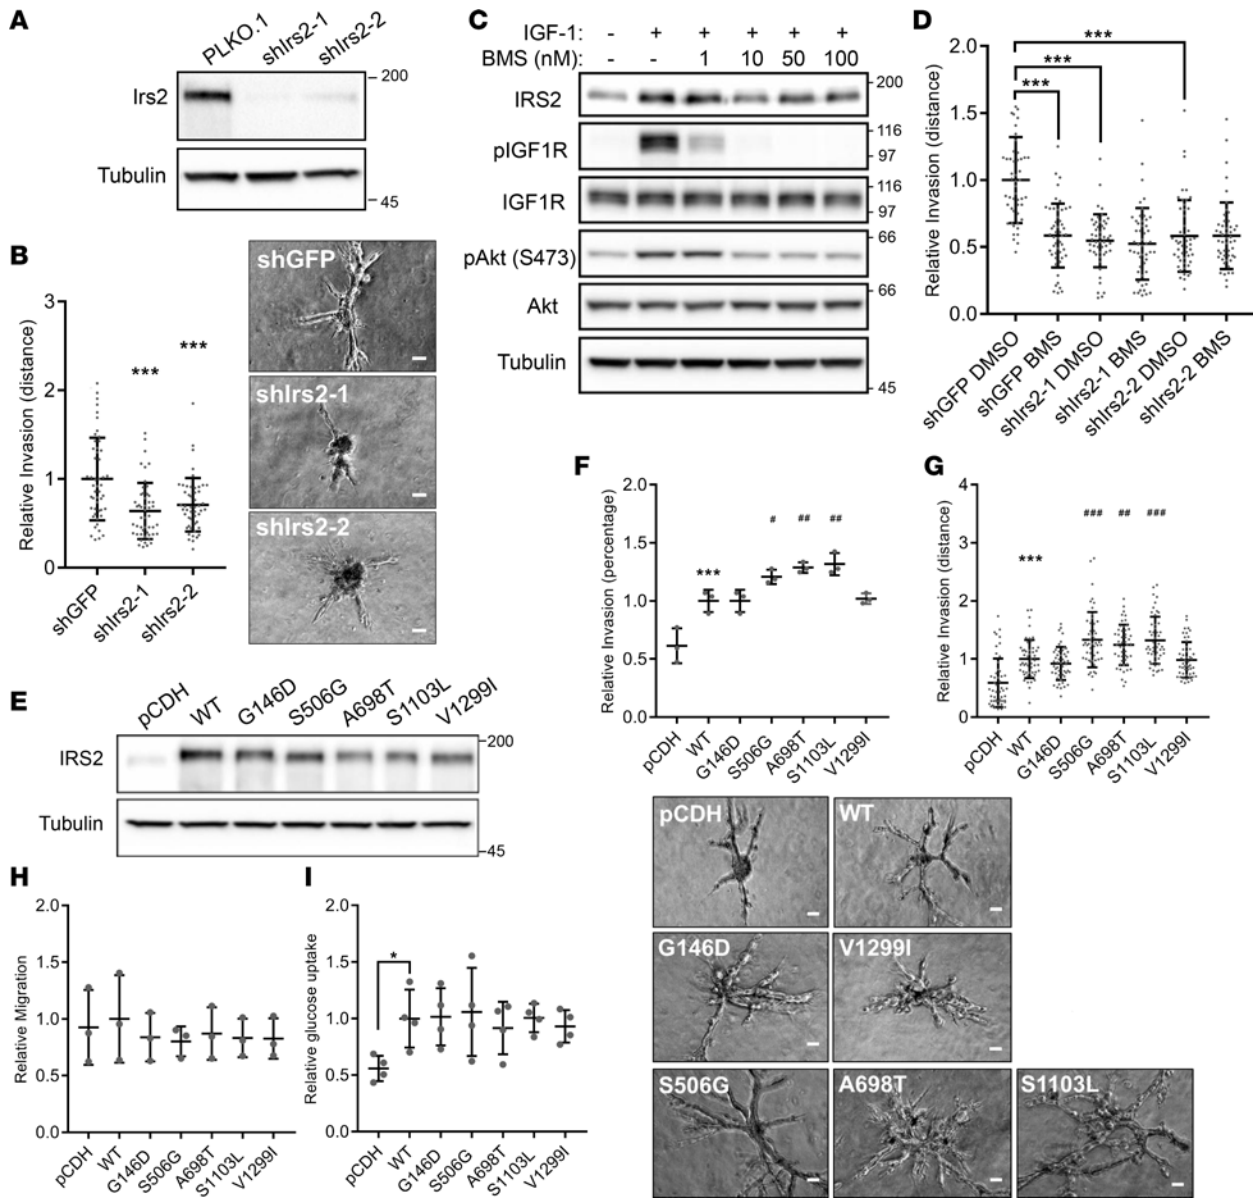 A
PLKO.1
shIrs2-1
shIrs2-2
Irs2
200
Tubulin
45
B
Relative Invasion (distance)
3
2
1
0
***
***
shGFP
shIrs2-1
shIrs2-2
shGFP
shIrs2-1
shIrs2-2
C
IGF-1: - + + + + +
BMS (nM): - - 1 10 50 100
IRS2
200
pIGF1R
116
97
IGF1R
116
97
pAkt (S473)
66
Akt
66
Tubulin
45
D
Relative Invasion (distance)
2.0
1.5
1.0
0.5
0.0
***
***
***
shGFP DMSO
shGFP BMS
shIrs2-1 DMSO
shIrs2-1 BMS
shIrs2-2 DMSO
shIrs2-2 BMS
E
pCDH
WT
G146D
S506G
A698T
S1103L
V1299I
IRS2
200
Tubulin
45
F
Relative Invasion (percentage)
2.0
1.5
1.0
0.5
0.0
***
#
##
##
pCDH
WT
G146D
S506G
A698T
S1103L
V1299I
G
Relative Invasion (distance)
4
3
2
1
0
***
###
##
###
pCDH
WT
G146D
S506G
A698T
S1103L
V1299I
pCDH
WT
G146D
V1299I
S506G
A698T
S1103L
H
Relative Migration
2.0
1.5
1.0
0.5
0.0
pCDH
WT
G146D
S506G
A698T
S1103L
V1299I
I
Relative glucose uptake
2.0
1.5
1.0
0.5
0.0
*
pCDH
WT
G146D
S506G
A698T
S1103L
V1299I